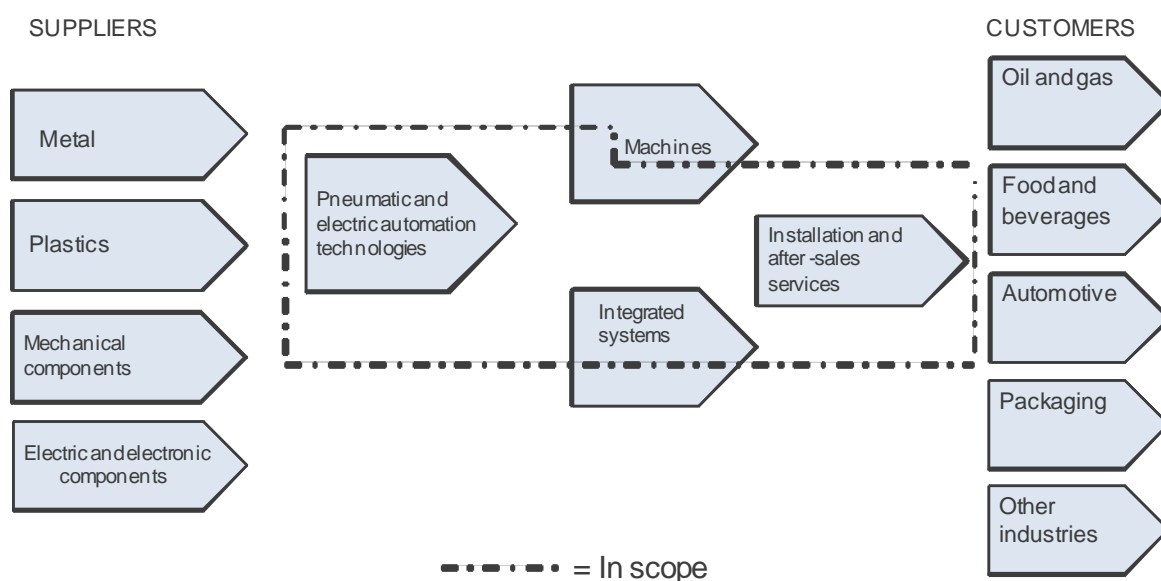 SUPPLIERS
Metal
Plastics
Mechanical
components
Electric and electronic
components
Pneumatic and
electric automation
technologies
Machines
Integrated
systems
Installation and
after -sales
services
CUSTOMERS
Oil and gas
Food and
beverages
Automotive
Packaging
Other
industries
= In scope